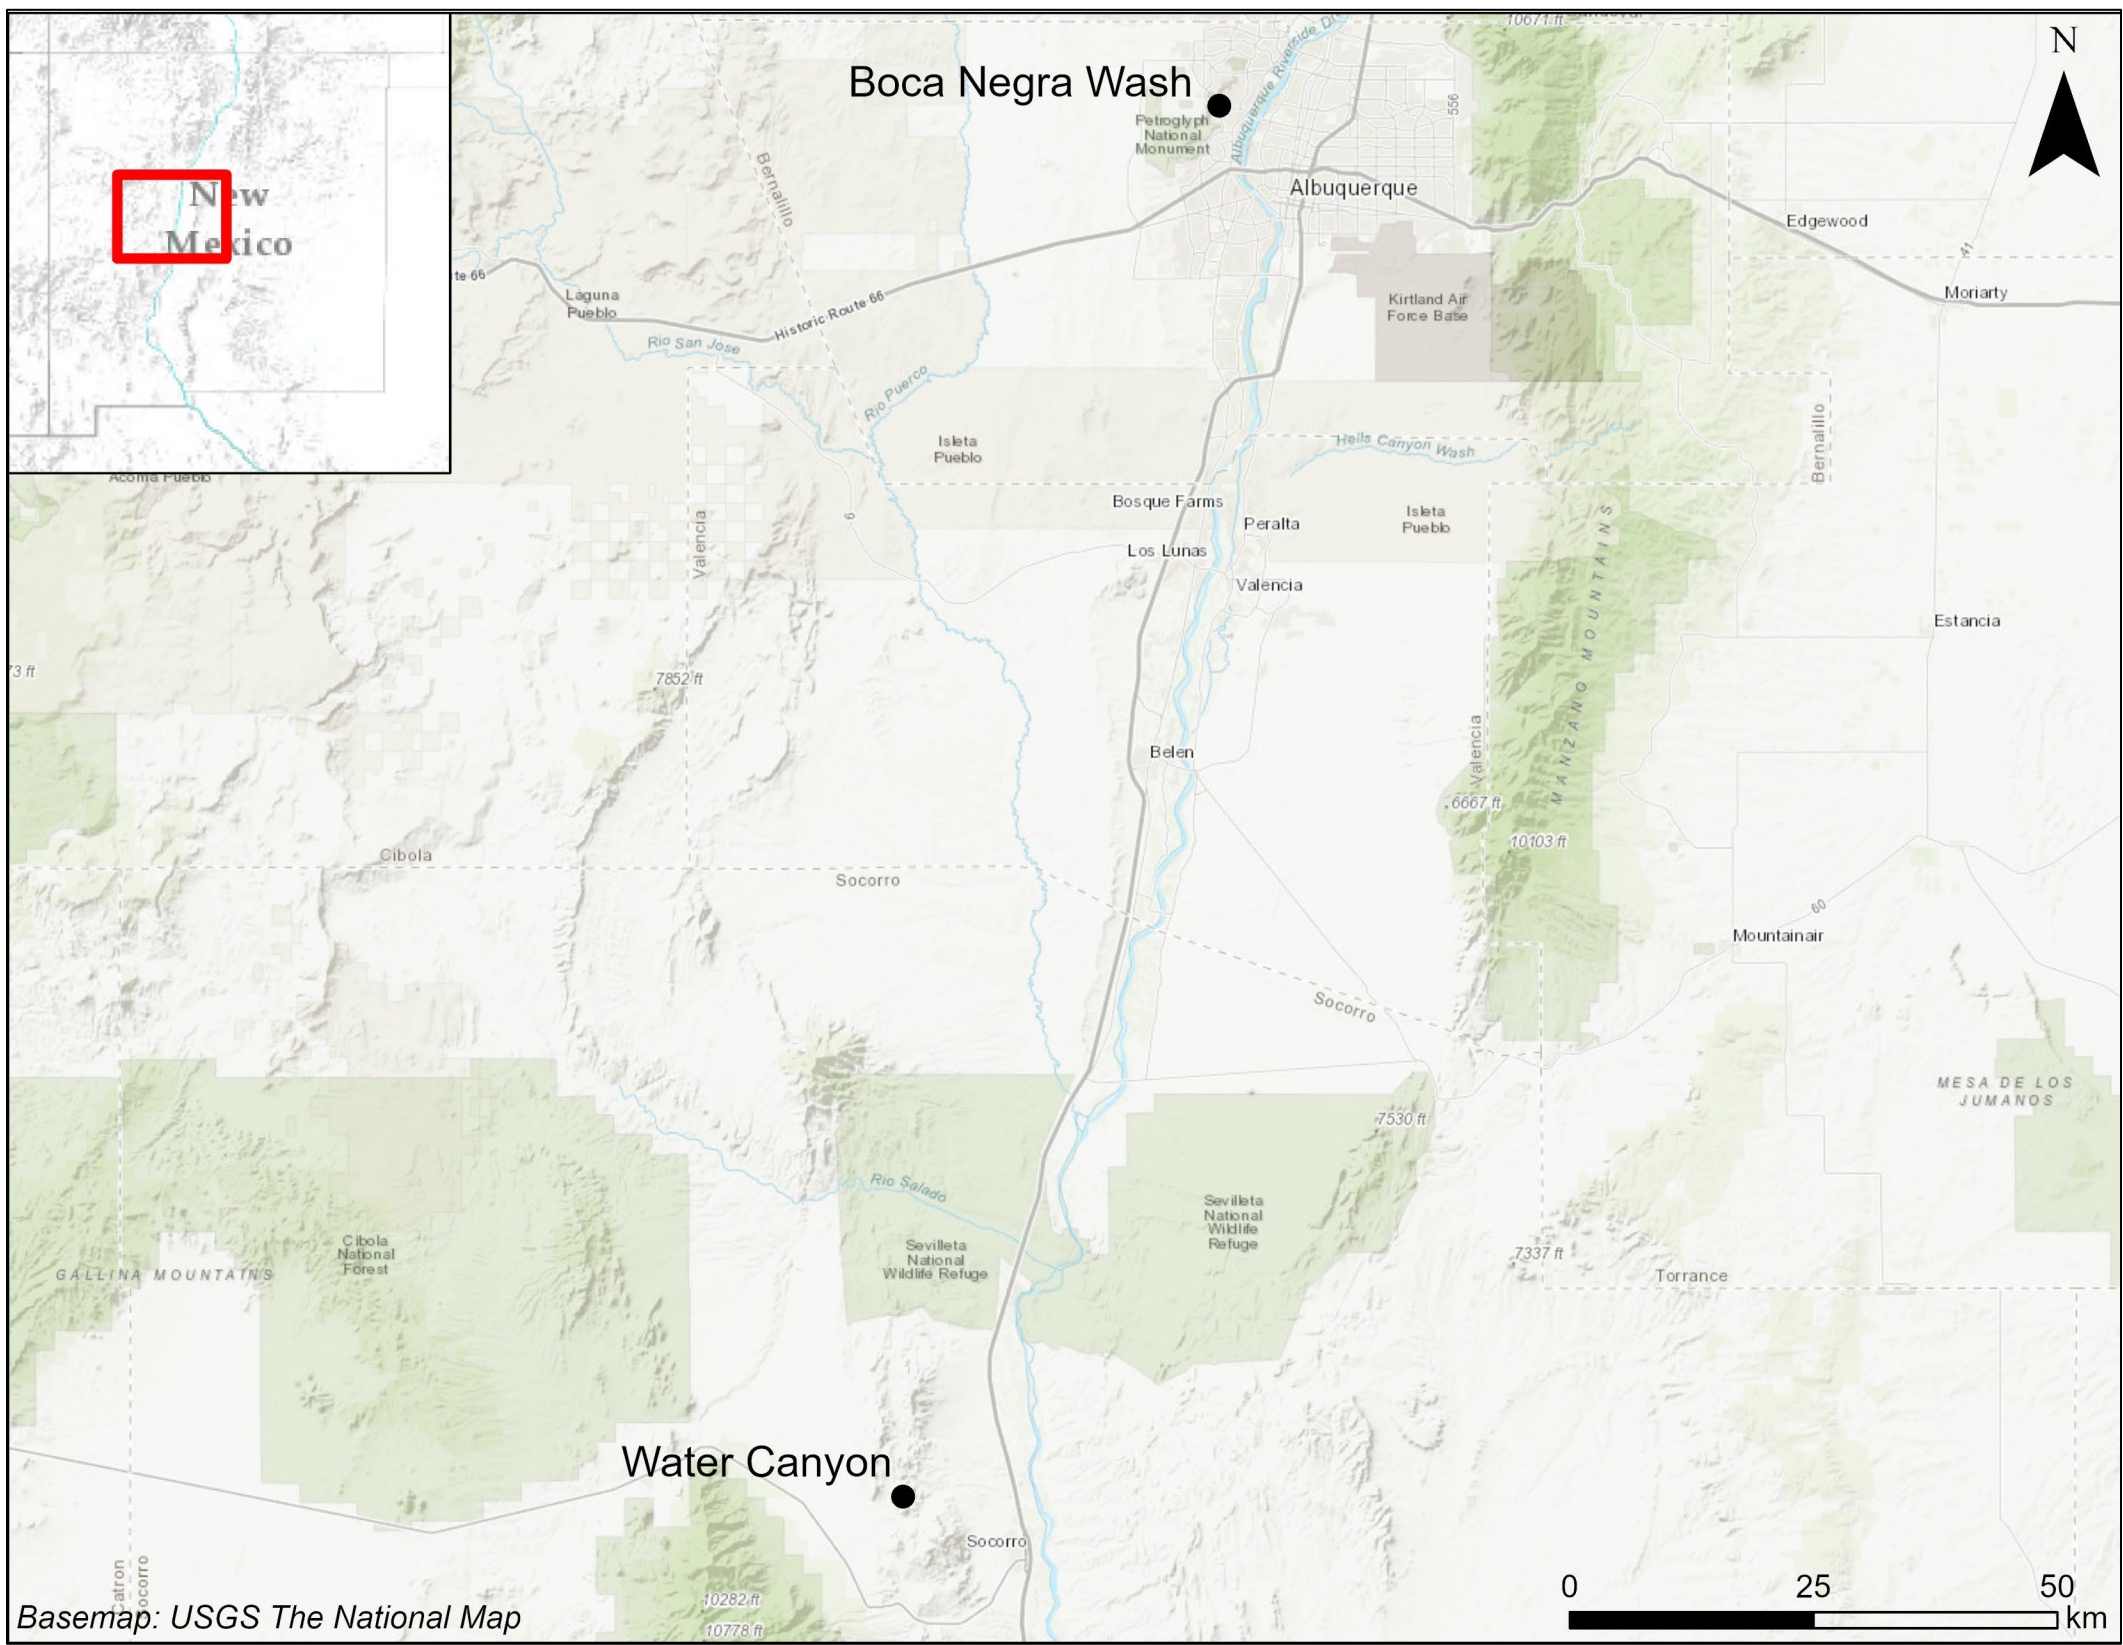 10671 ft
N
Boca Negra Wash
Albuquerque Riverside
556
Petroglyph
National
Monument
Bernalillo
New
Mexico
Albuquerque
Edgewood
41
te 66
Laguna
Pueblo
Historic Route 66
Kirtland Air
Force Base
Moriarty
Rio San Jose
Rio Puerco
Isleta
Pueblo
Hells Canyon Wash
Bernalillo
Acoma Pueblo
6
Valencia
Bosque Farms
Peralta
Isleta
Pueblo
Los Lunas
Valencia
MANZANO MOUNTAINS
Estancia
73 ft
7852 ft
Belen
Valencia
6667 ft
10103 ft
Cibola
Socorro
60
Mountainair
Socorro
MESA DE LOS
JUMANOS
7530 ft
Rio Salado
Sevilleta
National
Wildlife
Refuge
Cibola
National
Forest
Sevilleta
National
Wildlife Refuge
7337 ft
GALLINA MOUNTAINS
Torrance
Water Canyon
Socorro
Catron
Socorro
10282 ft
10778 ft
Basemap: USGS The National Map
0 25 50
km